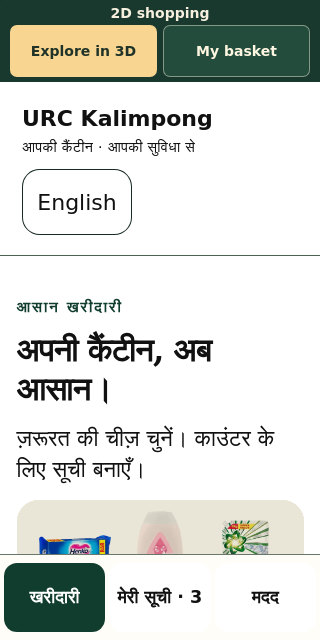 2D shopping
Explore in 3D
My basket
URC Kalimpong
आपकी कैंटीन · आपकी सुविधा से
English
आसान खरीदारी
अपनी कैंटीन, अब
आसान।
ज़रूरत की चीज़ चुनें। काउंटर के
लिए सूची बनाएँ।
खरीदारी
मेरी सूची · 3
मदद